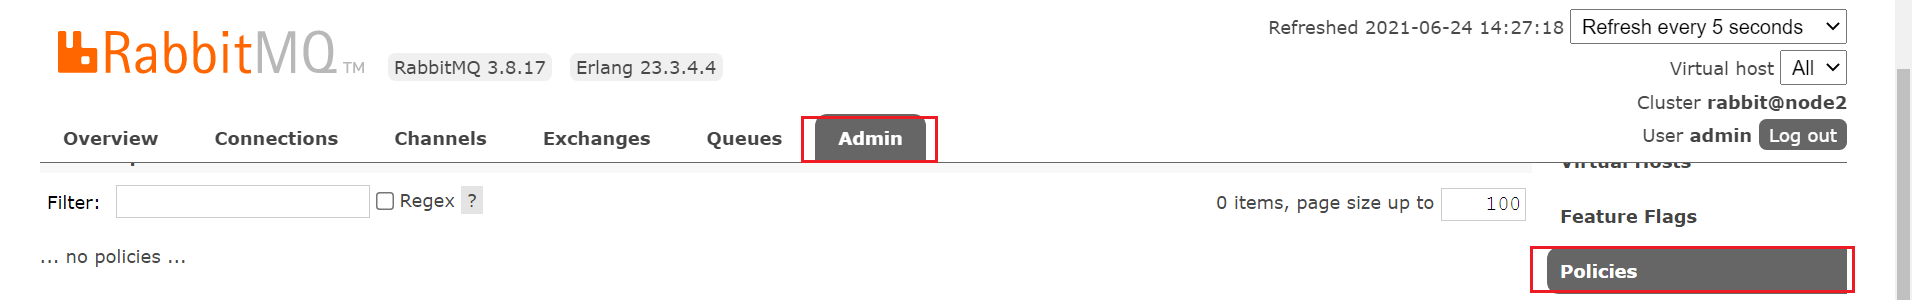 Refreshed 2021-06-24 14:27:18 Refresh every 5 seconds
RabbitMQ TM RabbitMQ 3.8.17 Erlang 23.3.4.4
Virtual host All
Cluster rabbit@node2
User admin Log out
Overview Connections Channels Exchanges Queues Admin
Virtual Hosts
Filter: Regex ? 0 items, page size up to 100
Feature Flags
... no policies ...
Policies